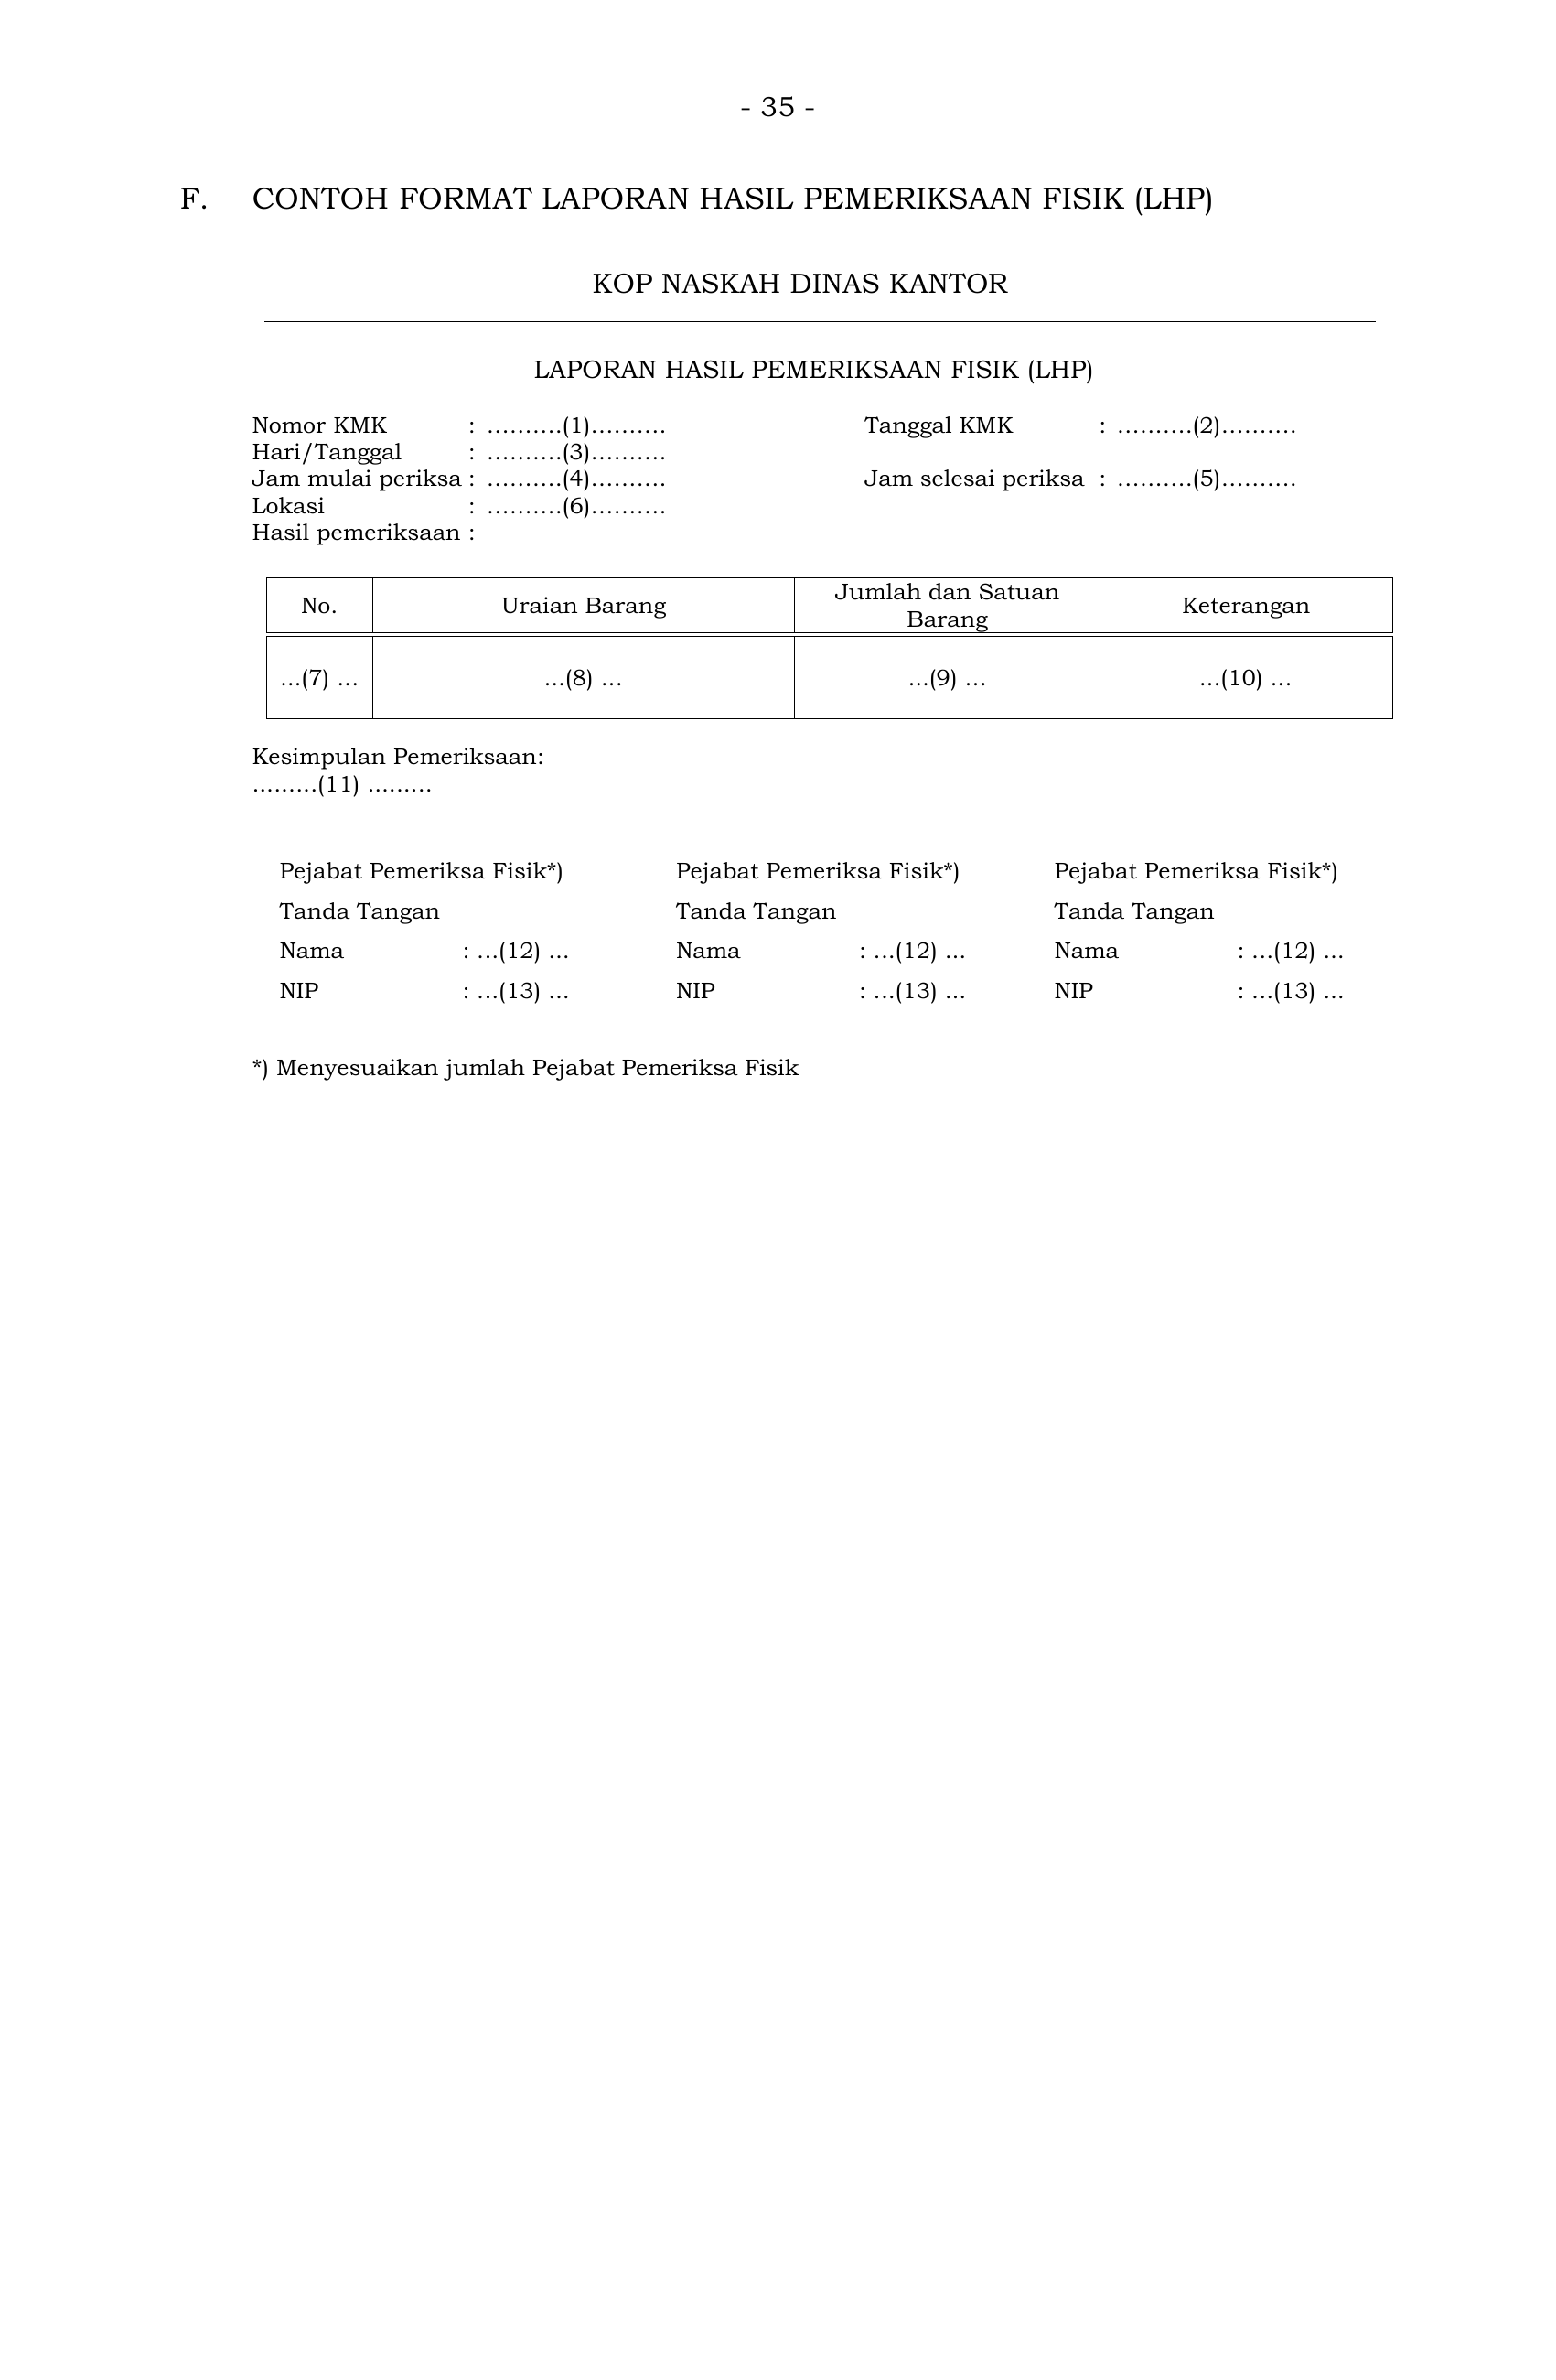 - 35 -
F. CONTOH FORMAT LAPORAN HASIL PEMERIKSAAN FISIK (LHP)
KOP NASKAH DINAS KANTOR
LAPORAN HASIL PEMERIKSAAN FISIK (LHP)
Nomor KMK : ..........(1).......... Tanggal KMK : ..........(2)..........
Hari/Tanggal : ..........(3)..........
Jam mulai periksa : ..........(4).......... Jam selesai periksa : ..........(5)..........
Lokasi : ..........(6)..........
Hasil pemeriksaan :
No. Uraian Barang Jumlah dan Satuan Barang Keterangan
...(7) ... ...(8) ... ...(9) ... ...(10) ...
Kesimpulan Pemeriksaan:
.........(11) .........
Pejabat Pemeriksa Fisik*) Pejabat Pemeriksa Fisik*) Pejabat Pemeriksa Fisik*)
Tanda Tangan Tanda Tangan Tanda Tangan
Nama : ...(12) ... Nama : ...(12) ... Nama : ...(12) ...
NIP : ...(13) ... NIP : ...(13) ... NIP : ...(13) ...
*) Menyesuaikan jumlah Pejabat Pemeriksa Fisik